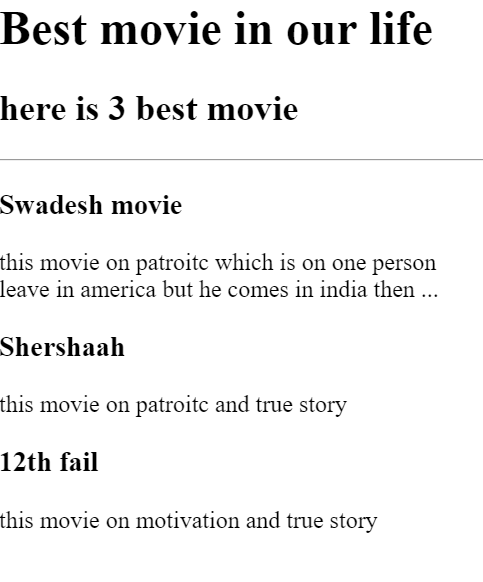 Best movie in our life
here is 3 best movie
Swadesh movie
this movie on patroitc which is on one person
leave in america but he comes in india then ...
Shershaah
this movie on patroitc and true story
12th fail
this movie on motivation and true story